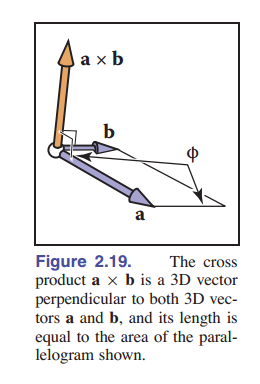 a x b
b
ϕ
a
Figure 2.19. The cross
product a × b is a 3D vector
perpendicular to both 3D vec-
tors a and b, and its length is
equal to the area of the paral-
lelogram shown.